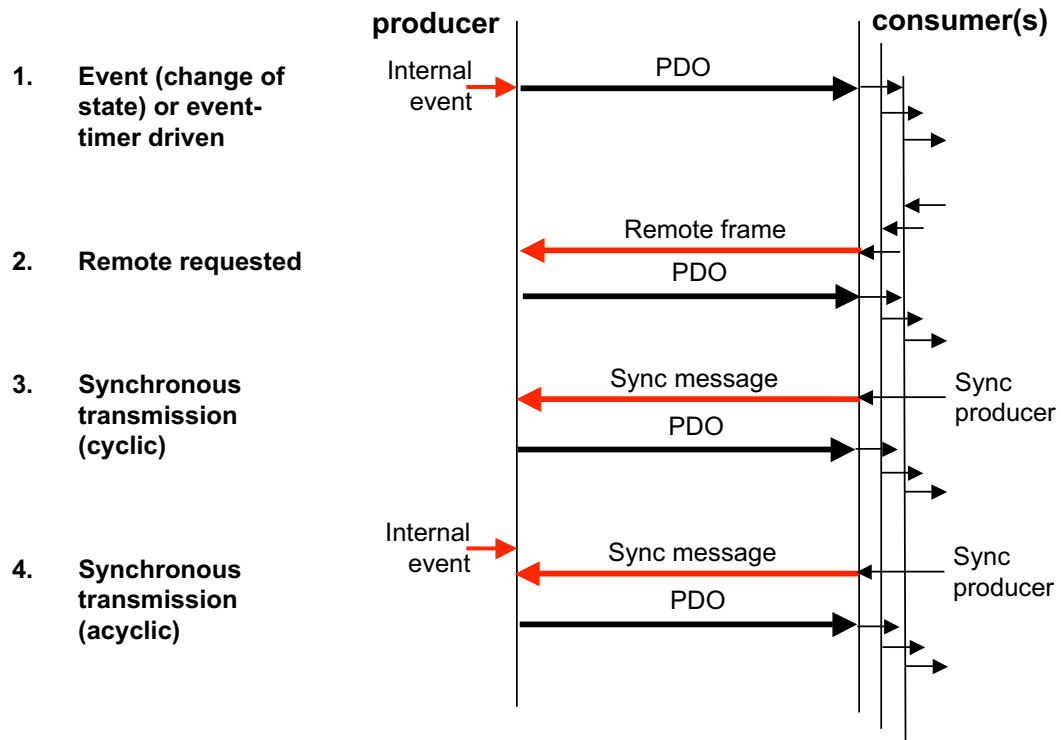 producer
consumer(s)
1. Event (change of
state) or event-
timer driven
Internal
event
PDO
2. Remote requested
Remote frame
PDO
3. Synchronous
transmission
(cyclic)
Sync message
PDO
Sync
producer
4. Synchronous
transmission
(acyclic)
Internal
event
Sync message
PDO
Sync
producer